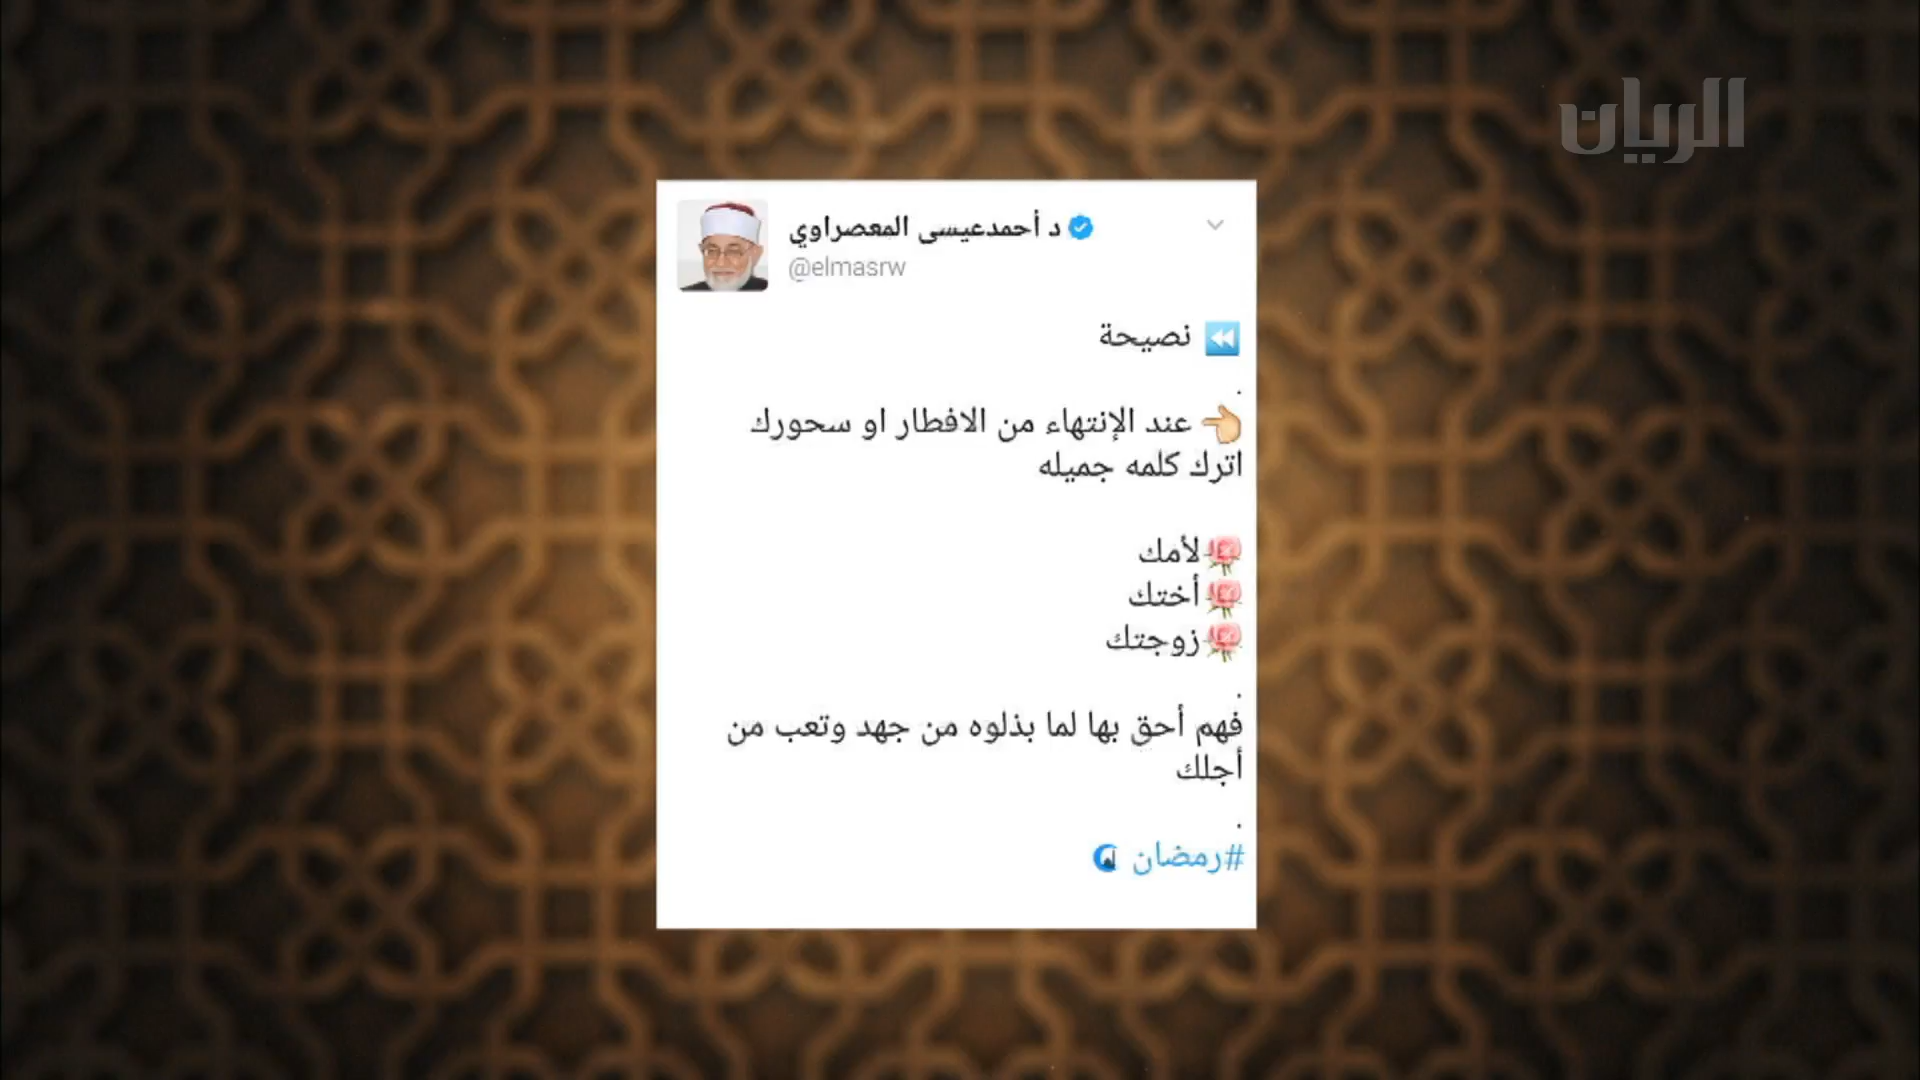 الريان
د أحمدعيسى المعصراوي
@elmasrw
نصيحة
.
عند الإنتهاء من الافطار او سحورك
اترك كلمه جميله
لأمك
أختك
زوجتك
.
فهم أحق بها لما بذلوه من جهد وتعب من
أجلك
.
#رمضان